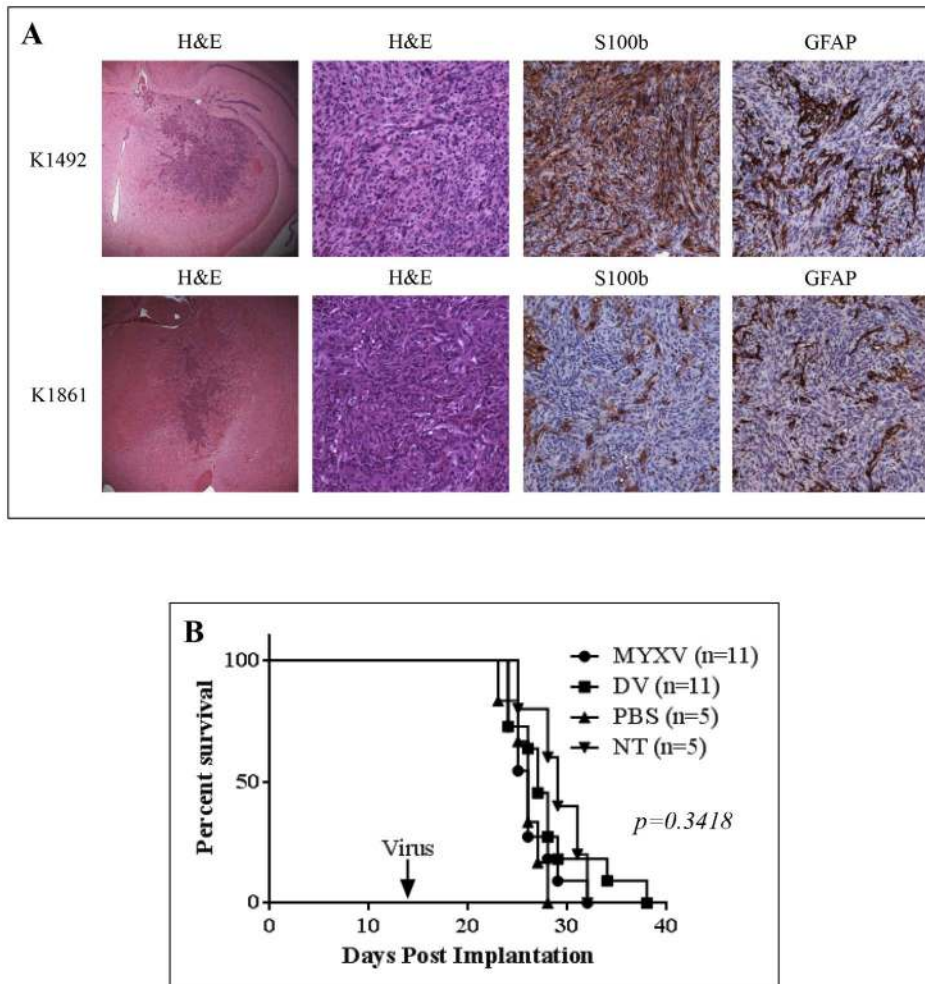 A
H&E H&E S100b GFAP
K1492
H&E H&E S100b GFAP
K1861
B
MYXV (n=11)
DV (n=11)
PBS (n=5)
NT (n=5)
Percent survival
100
50
0
p=0.3418
Virus
0 10 20 30 40
Days Post Implantation